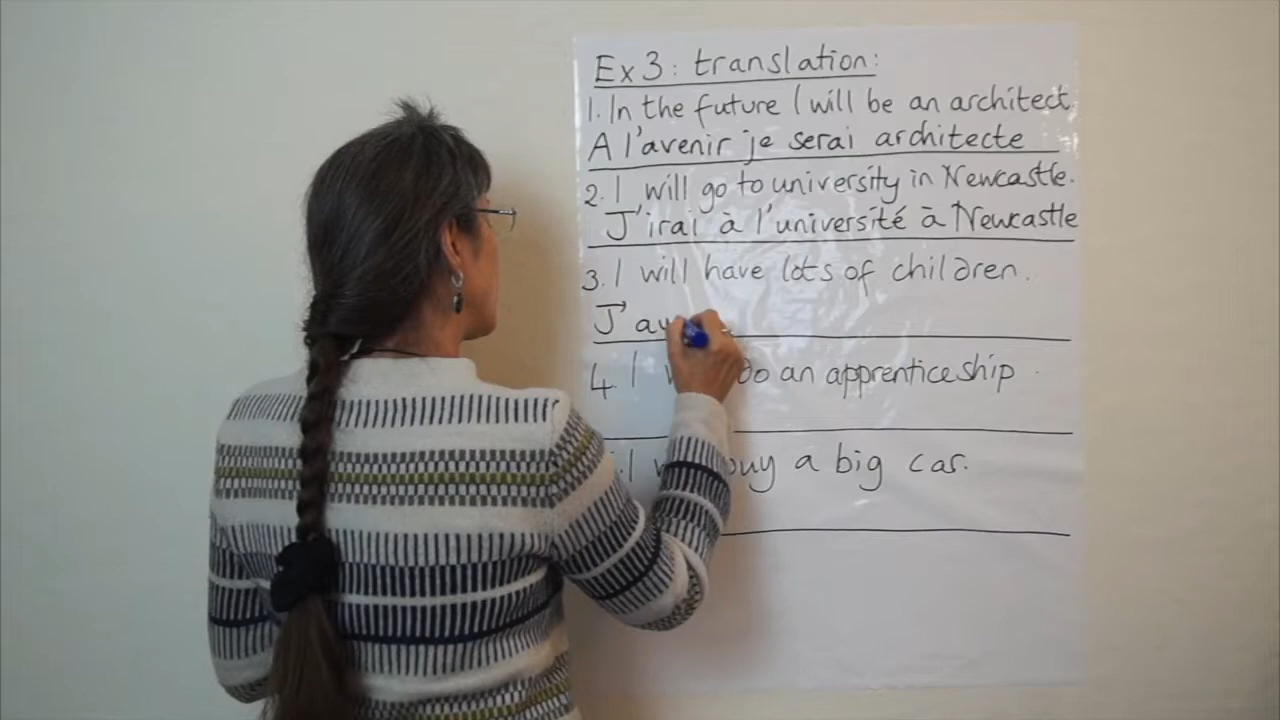 Ex 3 : translation:
1. In the future I will be an architect.
A l'avenir je serai architecte
2. I will go to university in Newcastle.
J'irai à l'université à Newcastle
3. I will have lots of children.
J'au
4. I do an apprenticeship
I buy a big car.